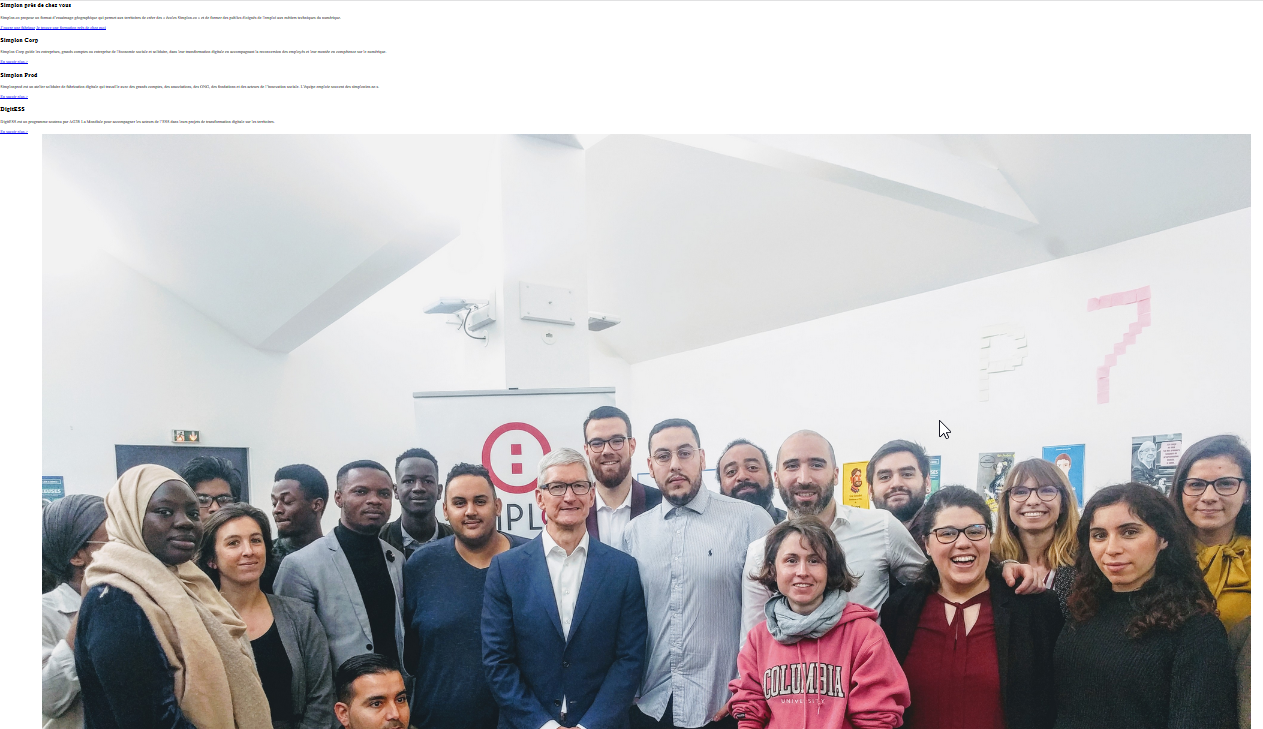 Simplon près de chez vous
Simplon.co propose un format d'essaimage géographique qui permet aux territoires de créer des « écoles Simplon.co » et de former des publics éloignés de l'emploi aux métiers techniques du numérique.
J'ouvre une fabrique, je trouve une formation près de chez moi
Simplon Corp
Simplon Corp guide les entreprises, grands comptes ou entreprise de l'économie sociale et solidaire, dans leur transformation digitale en accompagnant la reconversion des employés et leur montée en compétences sur le numérique.
En savoir plus >
Simplon Prod
Simplonprod est un atelier solidaire de fabrication digitale qui travaille avec des grands comptes, des associations, des ONG, des fondations et des acteurs de l'innovation sociale. L'équipe emploie souvent des simplonien.ne.s
En savoir plus >
DigitESS
DigitESS est un programme soutenu par AG2R La Mondiale pour accompagner les acteurs de l'ESS dans leurs projets de transformation digitale sur les territoires.
En savoir plus >
P 7
MPL
COLUMBIA
UNIVERSITY